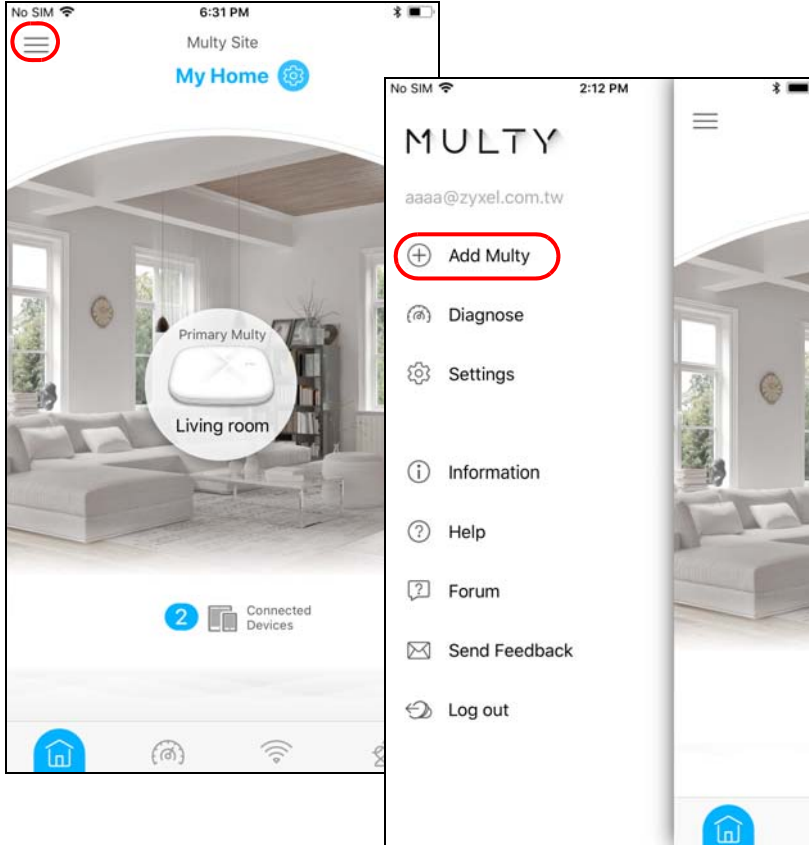 No SIM 6:31 PM
Multy Site
My Home
Primary Multy
Living room
2 Connected
Devices
No SIM 2:12 PM
MULTY
aaaa@zyxel.com.tw
Add Multy
Diagnose
Settings
Information
Help
Forum
Send Feedback
Log out